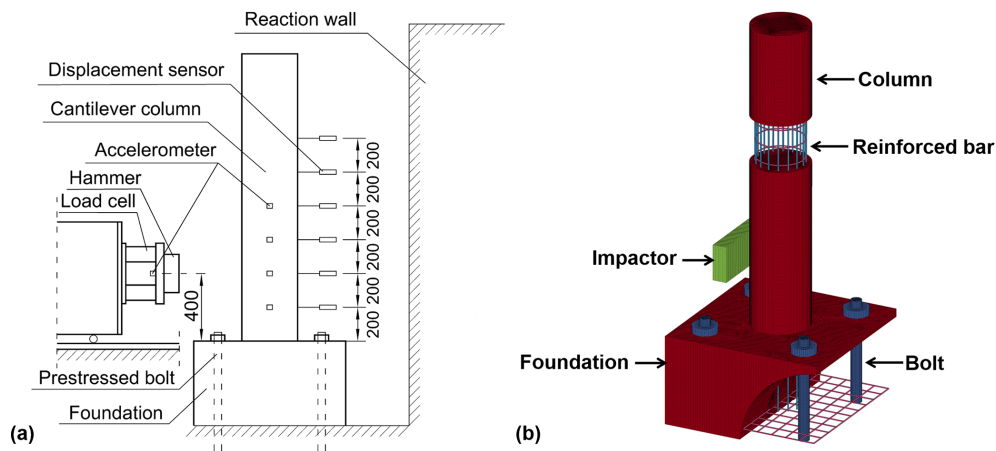 Reaction wall
Displacement sensor
Cantilever column
Accelerometer
Hammer
Load cell
400
200
200
200
200
200
200
Prestressed bolt
Foundation
(a)
Column
Reinforced bar
Impactor
Foundation
Bolt
(b)